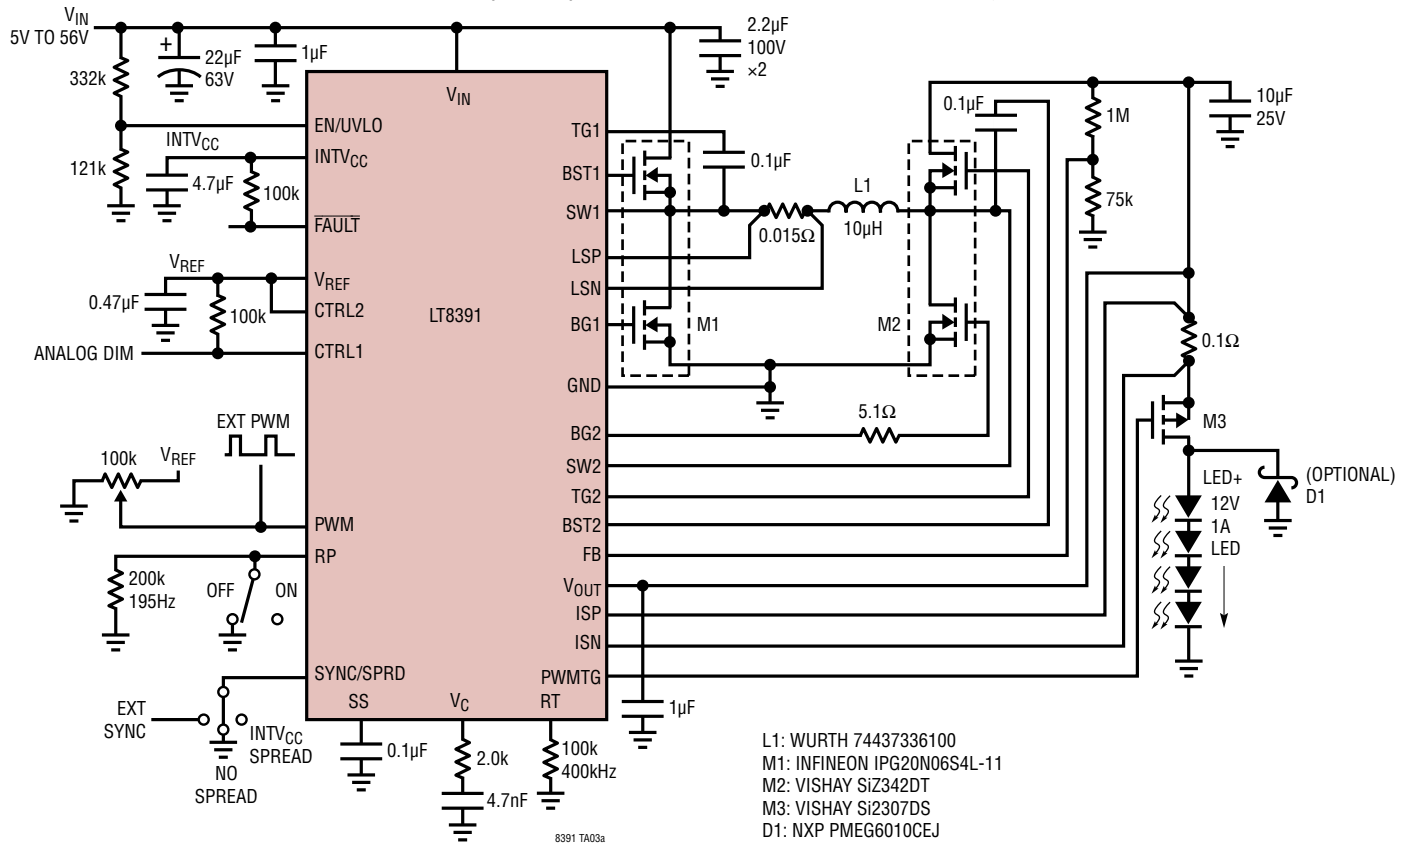 VIN
5V TO 56V
332k
121k
+
22µF
63V
1µF
2.2µF
100V
×2
INTVCC
4.7µF
100k
VREF
0.47µF
100k
ANALOG DIM
EXT PWM
100k
VREF
200k
195Hz
OFF
ON
EXT
SYNC
INTVCC
SPREAD
NO
SPREAD
VIN
EN/UVLO
INTVCC
FAULT
VREF
CTRL2
CTRL1
PWM
RP
SYNC/SPRD
SS
VC
RT
LT8391
TG1
BST1
SW1
LSP
LSN
BG1
GND
BG2
SW2
TG2
BST2
FB
VOUT
ISP
ISN
PWMTG
0.1µF
2.0k
4.7nF
100k
400kHz
1µF
0.1µF
0.015Ω
L1
10µH
M1
M2
0.1µF
5.1Ω
1M
75k
10µF
25V
0.1Ω
M3
LED+
12V
1A
LED
(OPTIONAL)
D1
L1: WURTH 74437336100
M1: INFINEON IPG20N06S4L-11
M2: VISHAY SiZ342DT
M3: VISHAY Si2307DS
D1: NXP PMEG6010CEJ
8391 TA03a